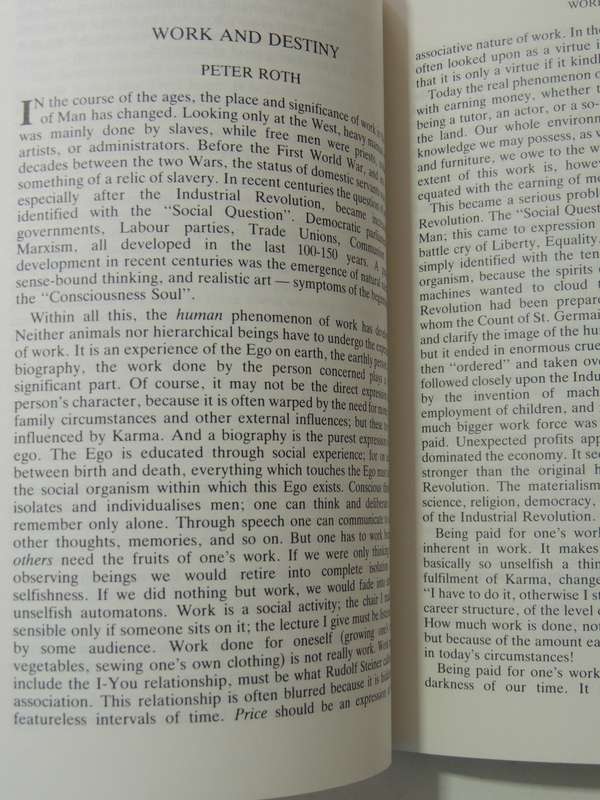 WORK AND DESTINY
PETER ROTH
IN the course of the ages, the place and significance of work
of Man has changed. Looking only at the West, heavy manual
was mainly done by slaves, while free men were priests,
artists, or administrators. Before the First World War, and
decades between the two Wars, the status of domestic servants
something of a relic of slavery. In recent centuries the question of
especially after the Industrial Revolution, became
identified with the “Social Question”. Democratic
governments, Labour parties, Trade Unions,
Marxism, all developed in the last 100-150 years. A
development in recent centuries was the emergence of natural
sense-bound thinking, and realistic art — symptoms of the
the “Consciousness Soul”.
Within all this, the human phenomenon of work has
Neither animals nor hierarchical beings have to undergo the
of work. It is an experience of the Ego on earth, the earthly
biography, the work done by the person concerned plays a
significant part. Of course, it may not be the direct
person's character, because it is often warped by the need for
family circumstances and other external influences; but
influenced by Karma. And a biography is the purest
ego. The Ego is educated through social experience; for
between birth and death, everything which touches the Ego
the social organism within which this Ego exists. Conscious
isolates and individualises men; one can think and
remember only alone. Through speech one can communicate
other thoughts, memories, and so on. But one has to work
others need the fruits of one's work. If we were only thinking
observing beings we would retire into complete isolation
selfishness. If we did nothing but work, we would fade into
unselfish automatons. Work is a social activity; the chair I
sensible only if someone sits on it; the lecture I give must be
by some audience. Work done for oneself (growing one's
vegetables, sewing one's own clothing) is not really work.
include the I-You relationship, must be what Rudolf Steiner
association. This relationship is often blurred because it is
featureless intervals of time. Price should be an expression
associative nature of work. In the
often looked upon as a virtue
that it is only a virtue if it
Today the real phenomenon
with earning money, whether
being a tutor, an actor, or a so-
the land. Our whole
knowledge we may possess, as
and furniture, we owe to the
extent of this work is,
equated with the earning of
This became a serious
Revolution. The “Social
Man; this came to expression
battle cry of Liberty, Equality,
simply identified with the
organism, because the spirits
machines wanted to cloud
Revolution had been
whom the Count of St.
and clarify the image of the
but it ended in enormous
then “ordered” and taken
followed closely upon the
by the invention of
employment of children, and
much bigger work force was
paid. Unexpected profits
dominated the economy. It
stronger than the original
Revolution. The materialism
science, religion, democracy,
of the Industrial Revolution.
Being paid for one's
inherent in work. It makes
basically so unselfish a
fulfilment of Karma,
“I have to do it, otherwise I
career structure, of the level
How much work is done,
but because of the amount
in today's circumstances!
Being paid for one's work
darkness of our time. It